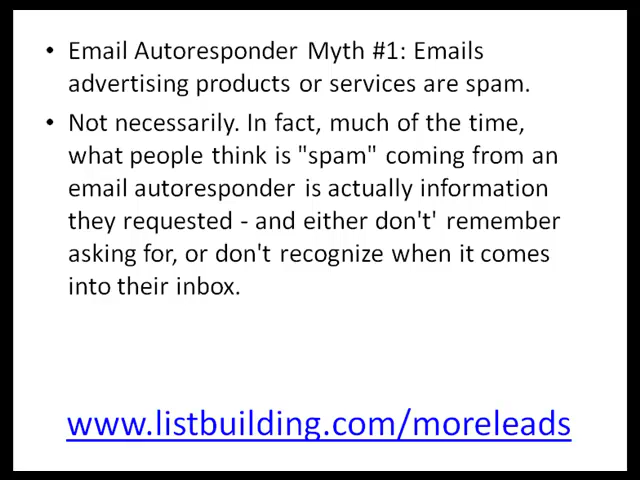 • Email Autoresponder Myth #1: Emails
advertising products or services are spam.
• Not necessarily. In fact, much of the time,
what people think is "spam" coming from an
email autoresponder is actually information
they requested - and either don't' remember
asking for, or don't recognize when it comes
into their inbox.
www.listbuilding.com/moreleads